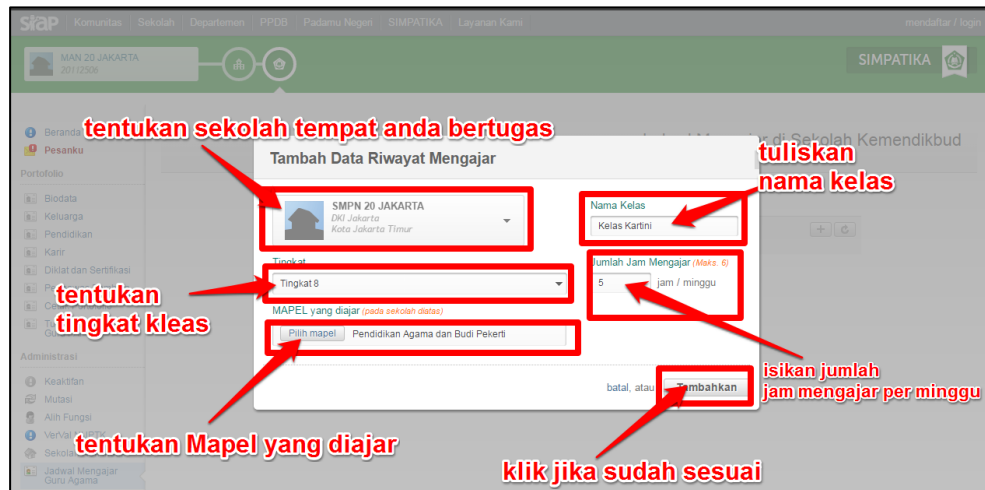 siap Komunitas Sekolah Departemen PPDB Padamu Negeri SIMPATIKA Layanan Kami mendaftar / login
MAN 20 JAKARTA
20112506
SIMPATIKA
tentukan sekolah tempat anda bertugas
Beranda
Pesanku
Portofolio
Biodata
Keluarga
Pendidikan
Karir
Diklat dan Sertifikasi
Administrasi
Keaktifan
Mutasi
Alih Fungsi
Jadwal Mengajar
Guru Agama
di Sekolah Kemendikbud
Tambah Data Riwayat Mengajar
tuliskan
nama kelas
SMPN 20 JAKARTA
DKI Jakarta
Kota Jakarta Timur
Nama Kelas
Kelas Kartini
Tingkat
Tingkat 8
Jumlah Jam Mengajar (Maks. 6)
5 jam / minggu
tentukan
tingkat kleas
MAPEL yang diajar (pada sekolah diatas)
Pilih mapel Pendidikan Agama dan Budi Pekerti
batal, atau Tambahkan
isikan jumlah
jam mengajar per minggu
tentukan Mapel yang diajar
klik jika sudah sesuai